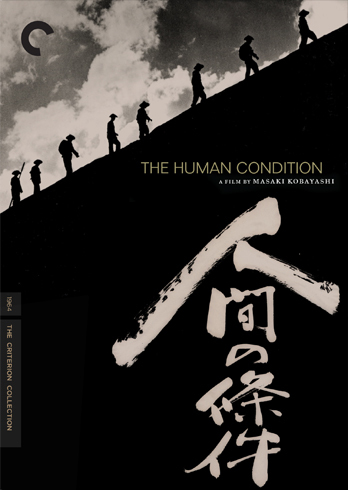 THE HUMAN CONDITION
A FILM BY MASAKI KOBAYASHI
人間の條件
1964
THE CRITERION COLLECTION